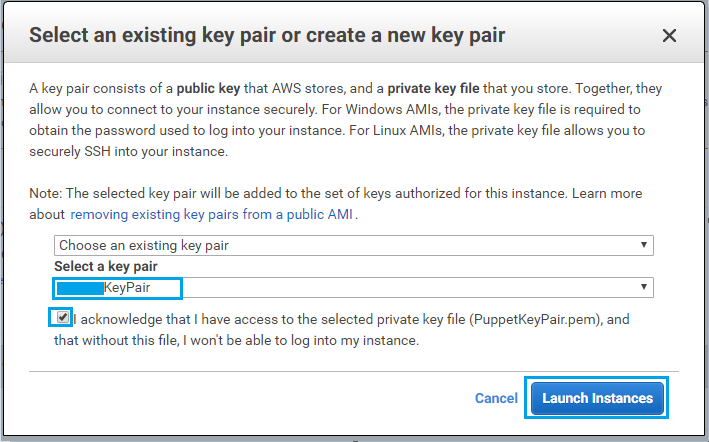 Select an existing key pair or create a new key pair
A key pair consists of a public key that AWS stores, and a private key file that you store. Together, they
allow you to connect to your instance securely. For Windows AMIs, the private key file is required to
obtain the password used to log into your instance. For Linux AMIs, the private key file allows you to
securely SSH into your instance.
Note: The selected key pair will be added to the set of keys authorized for this instance. Learn more
about removing existing key pairs from a public AMI.
Choose an existing key pair
Select a key pair
KeyPair
I acknowledge that I have access to the selected private key file (PuppetKeyPair.pem), and
that without this file, I won't be able to log into my instance.
Cancel Launch Instances